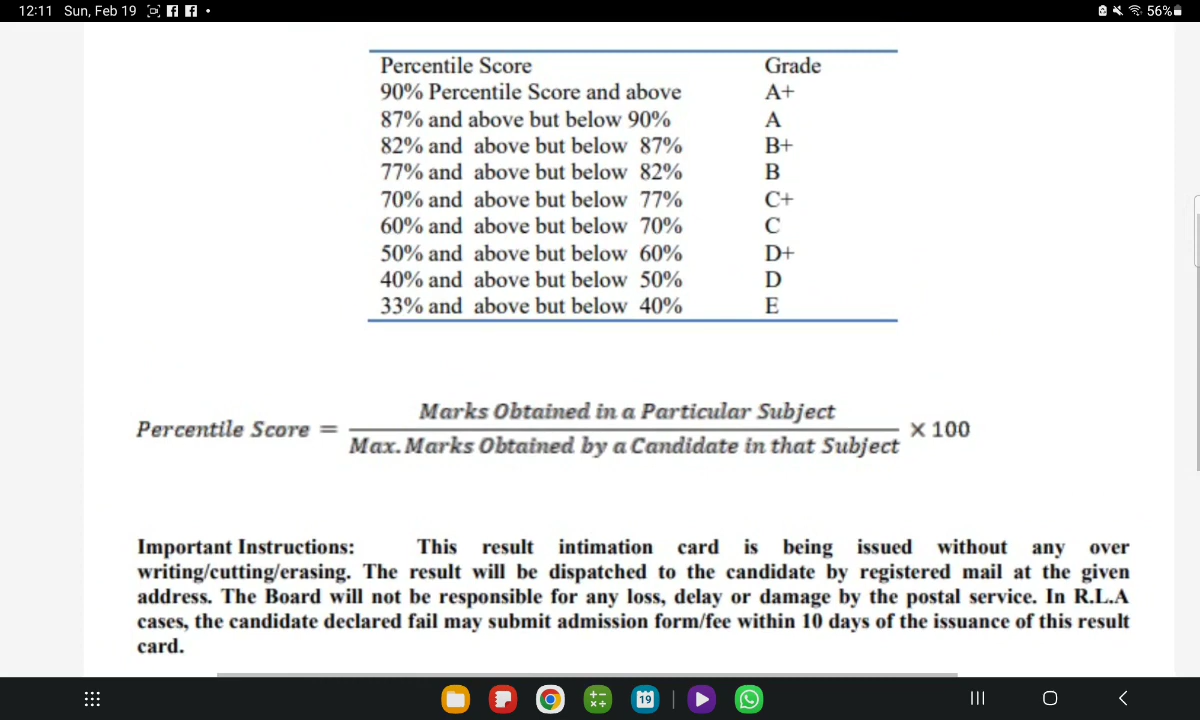 12:11 Sun, Feb 19
56%
Percentile Score Grade
90% Percentile Score and above A+
87% and above but below 90% A
82% and above but below 87% B+
77% and above but below 82% B
70% and above but below 77% C+
60% and above but below 70% C
50% and above but below 60% D+
40% and above but below 50% D
33% and above but below 40% E
Marks Obtained in a Particular Subject
Percentile Score = × 100
Max. Marks Obtained by a Candidate in that Subject
Important Instructions: This result intimation card is being issued without any over
writing/cutting/erasing. The result will be dispatched to the candidate by registered mail at the given
address. The Board will not be responsible for any loss, delay or damage by the postal service. In R.L.A
cases, the candidate declared fail may submit admission form/fee within 10 days of the issuance of this result
card.
19